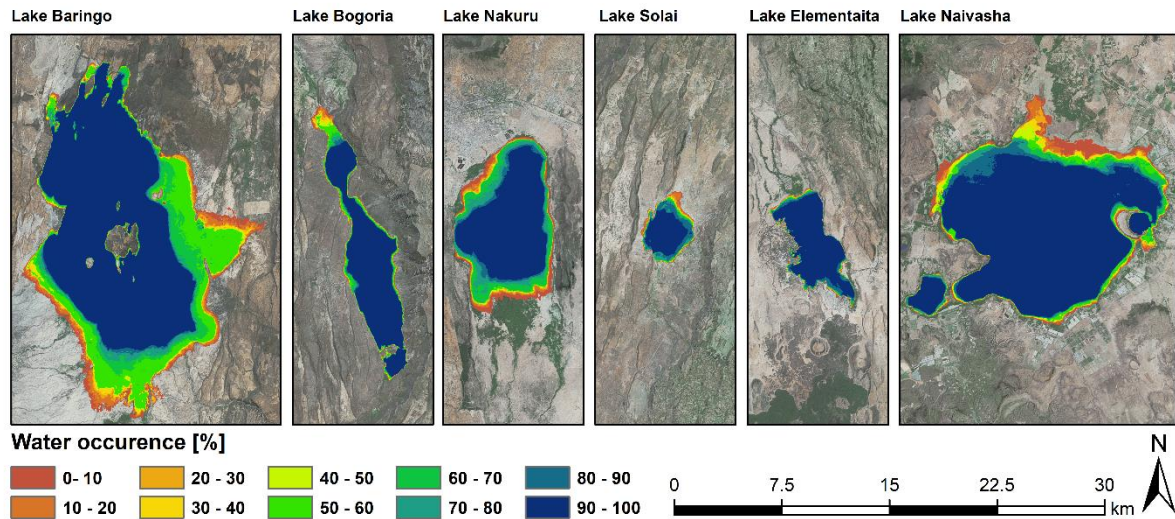 Lake Baringo Lake Bogoria Lake Nakuru Lake Solai Lake Elementaita Lake Naivasha
Water occurence [%]
0- 10 20 - 30 40 - 50 60 - 70 80 - 90
10 - 20 30 - 40 50 - 60 70 - 80 90 - 100
0 7.5 15 22.5 30
km
N